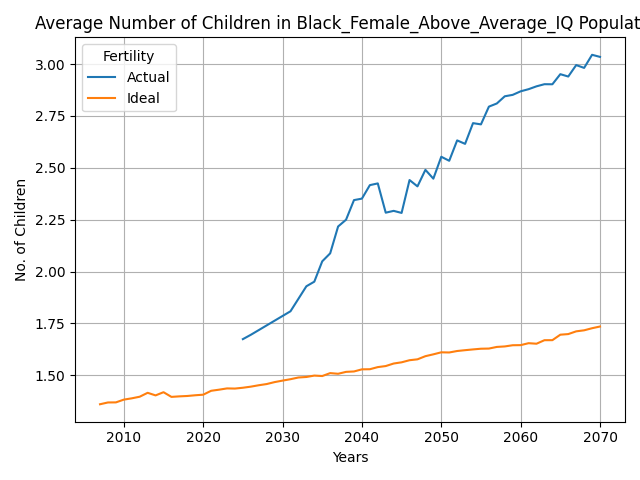 Average Number of Children in Black_Female_Above_Average_IQ Populat
Fertility
Actual
Ideal
3.00
2.75
2.50
2.25
2.00
1.75
1.50
No. of Children
2010 2020 2030 2040 2050 2060 2070
Years